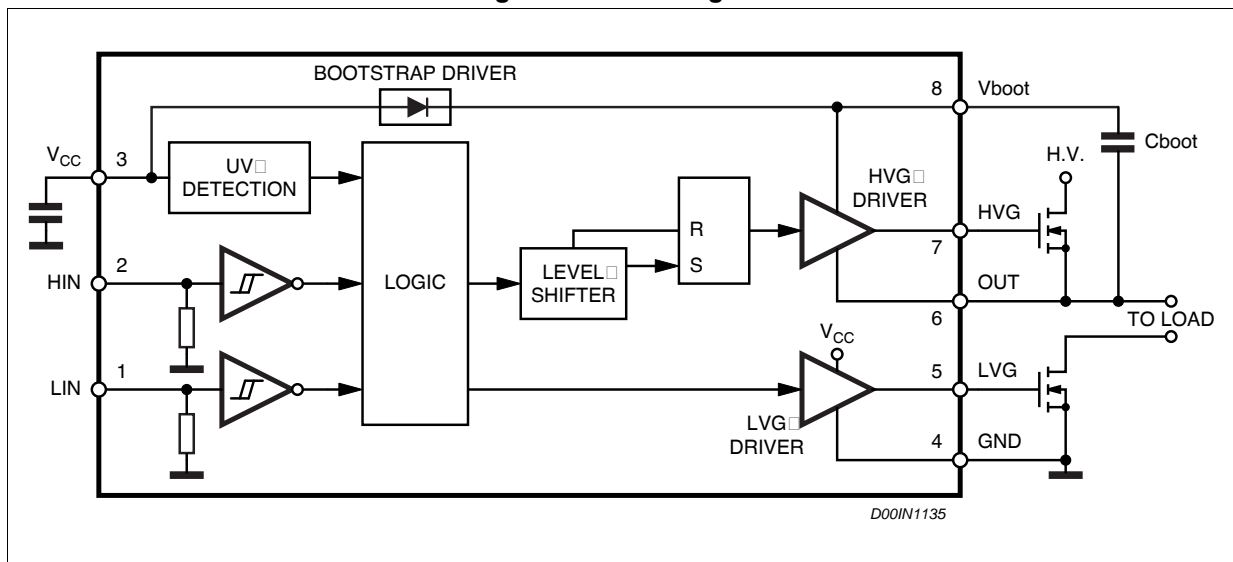 BOOTSTRAP DRIVER
8
Vboot
VCC
3
UV
DETECTION
H.V.
Cboot
HVG
DRIVER
HVG
7
R
S
HIN
2
LOGIC
LEVEL
SHIFTER
OUT
6
TO LOAD
VCC
LIN
1
5
LVG
LVG
DRIVER
4
GND
D00IN1135